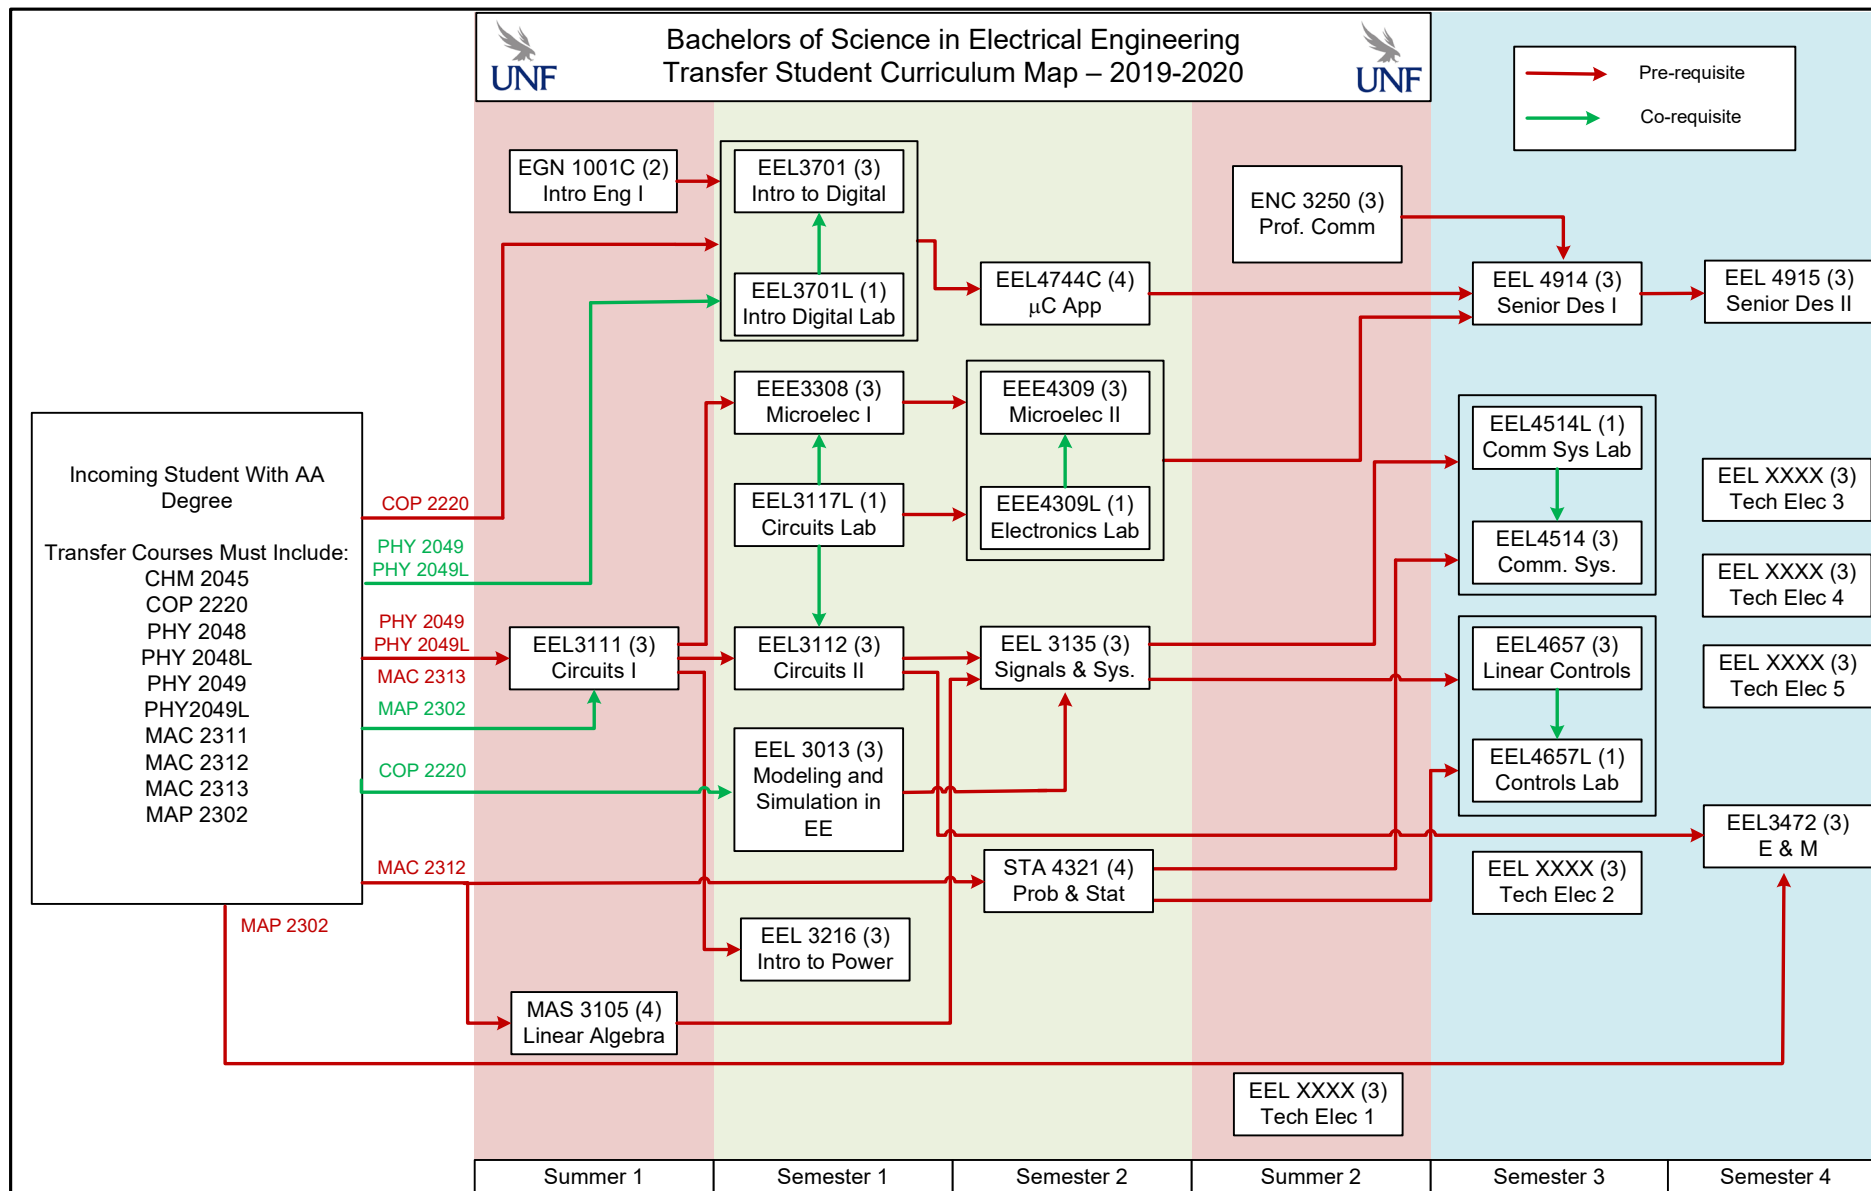 UNF
Bachelors of Science in Electrical Engineering
Transfer Student Curriculum Map – 2019-2020
UNF
Pre-requisite
Co-requisite
EGN 1001C (2)
Intro Eng I
EEL3701 (3)
Intro to Digital
EEL3701L (1)
Intro Digital Lab
EEL4744C (4)
μC App
ENC 3250 (3)
Prof. Comm
EEL 4914 (3)
Senior Des I
EEL 4915 (3)
Senior Des II
EEE3308 (3)
Microelec I
EEE4309 (3)
Microelec II
EEL3117L (1)
Circuits Lab
EEE4309L (1)
Electronics Lab
EEL4514L (1)
Comm Sys Lab
EEL4514 (3)
Comm. Sys.
EEL XXXX (3)
Tech Elec 3
EEL XXXX (3)
Tech Elec 4
EEL XXXX (3)
Tech Elec 5
Incoming Student With AA
Degree
Transfer Courses Must Include:
CHM 2045
COP 2220
PHY 2048
PHY 2048L
PHY 2049
PHY2049L
MAC 2311
MAC 2312
MAC 2313
MAP 2302
COP 2220
PHY 2049
PHY 2049L
PHY 2049
PHY 2049L
MAC 2313
MAP 2302
COP 2220
MAC 2312
MAP 2302
EEL3111 (3)
Circuits I
EEL3112 (3)
Circuits II
EEL 3135 (3)
Signals & Sys.
EEL4657 (3)
Linear Controls
EEL4657L (1)
Controls Lab
EEL 3013 (3)
Modeling and
Simulation in
EE
STA 4321 (4)
Prob & Stat
EEL XXXX (3)
Tech Elec 2
EEL3472 (3)
E & M
EEL 3216 (3)
Intro to Power
MAS 3105 (4)
Linear Algebra
EEL XXXX (3)
Tech Elec 1
Summer 1
Semester 1
Semester 2
Summer 2
Semester 3
Semester 4